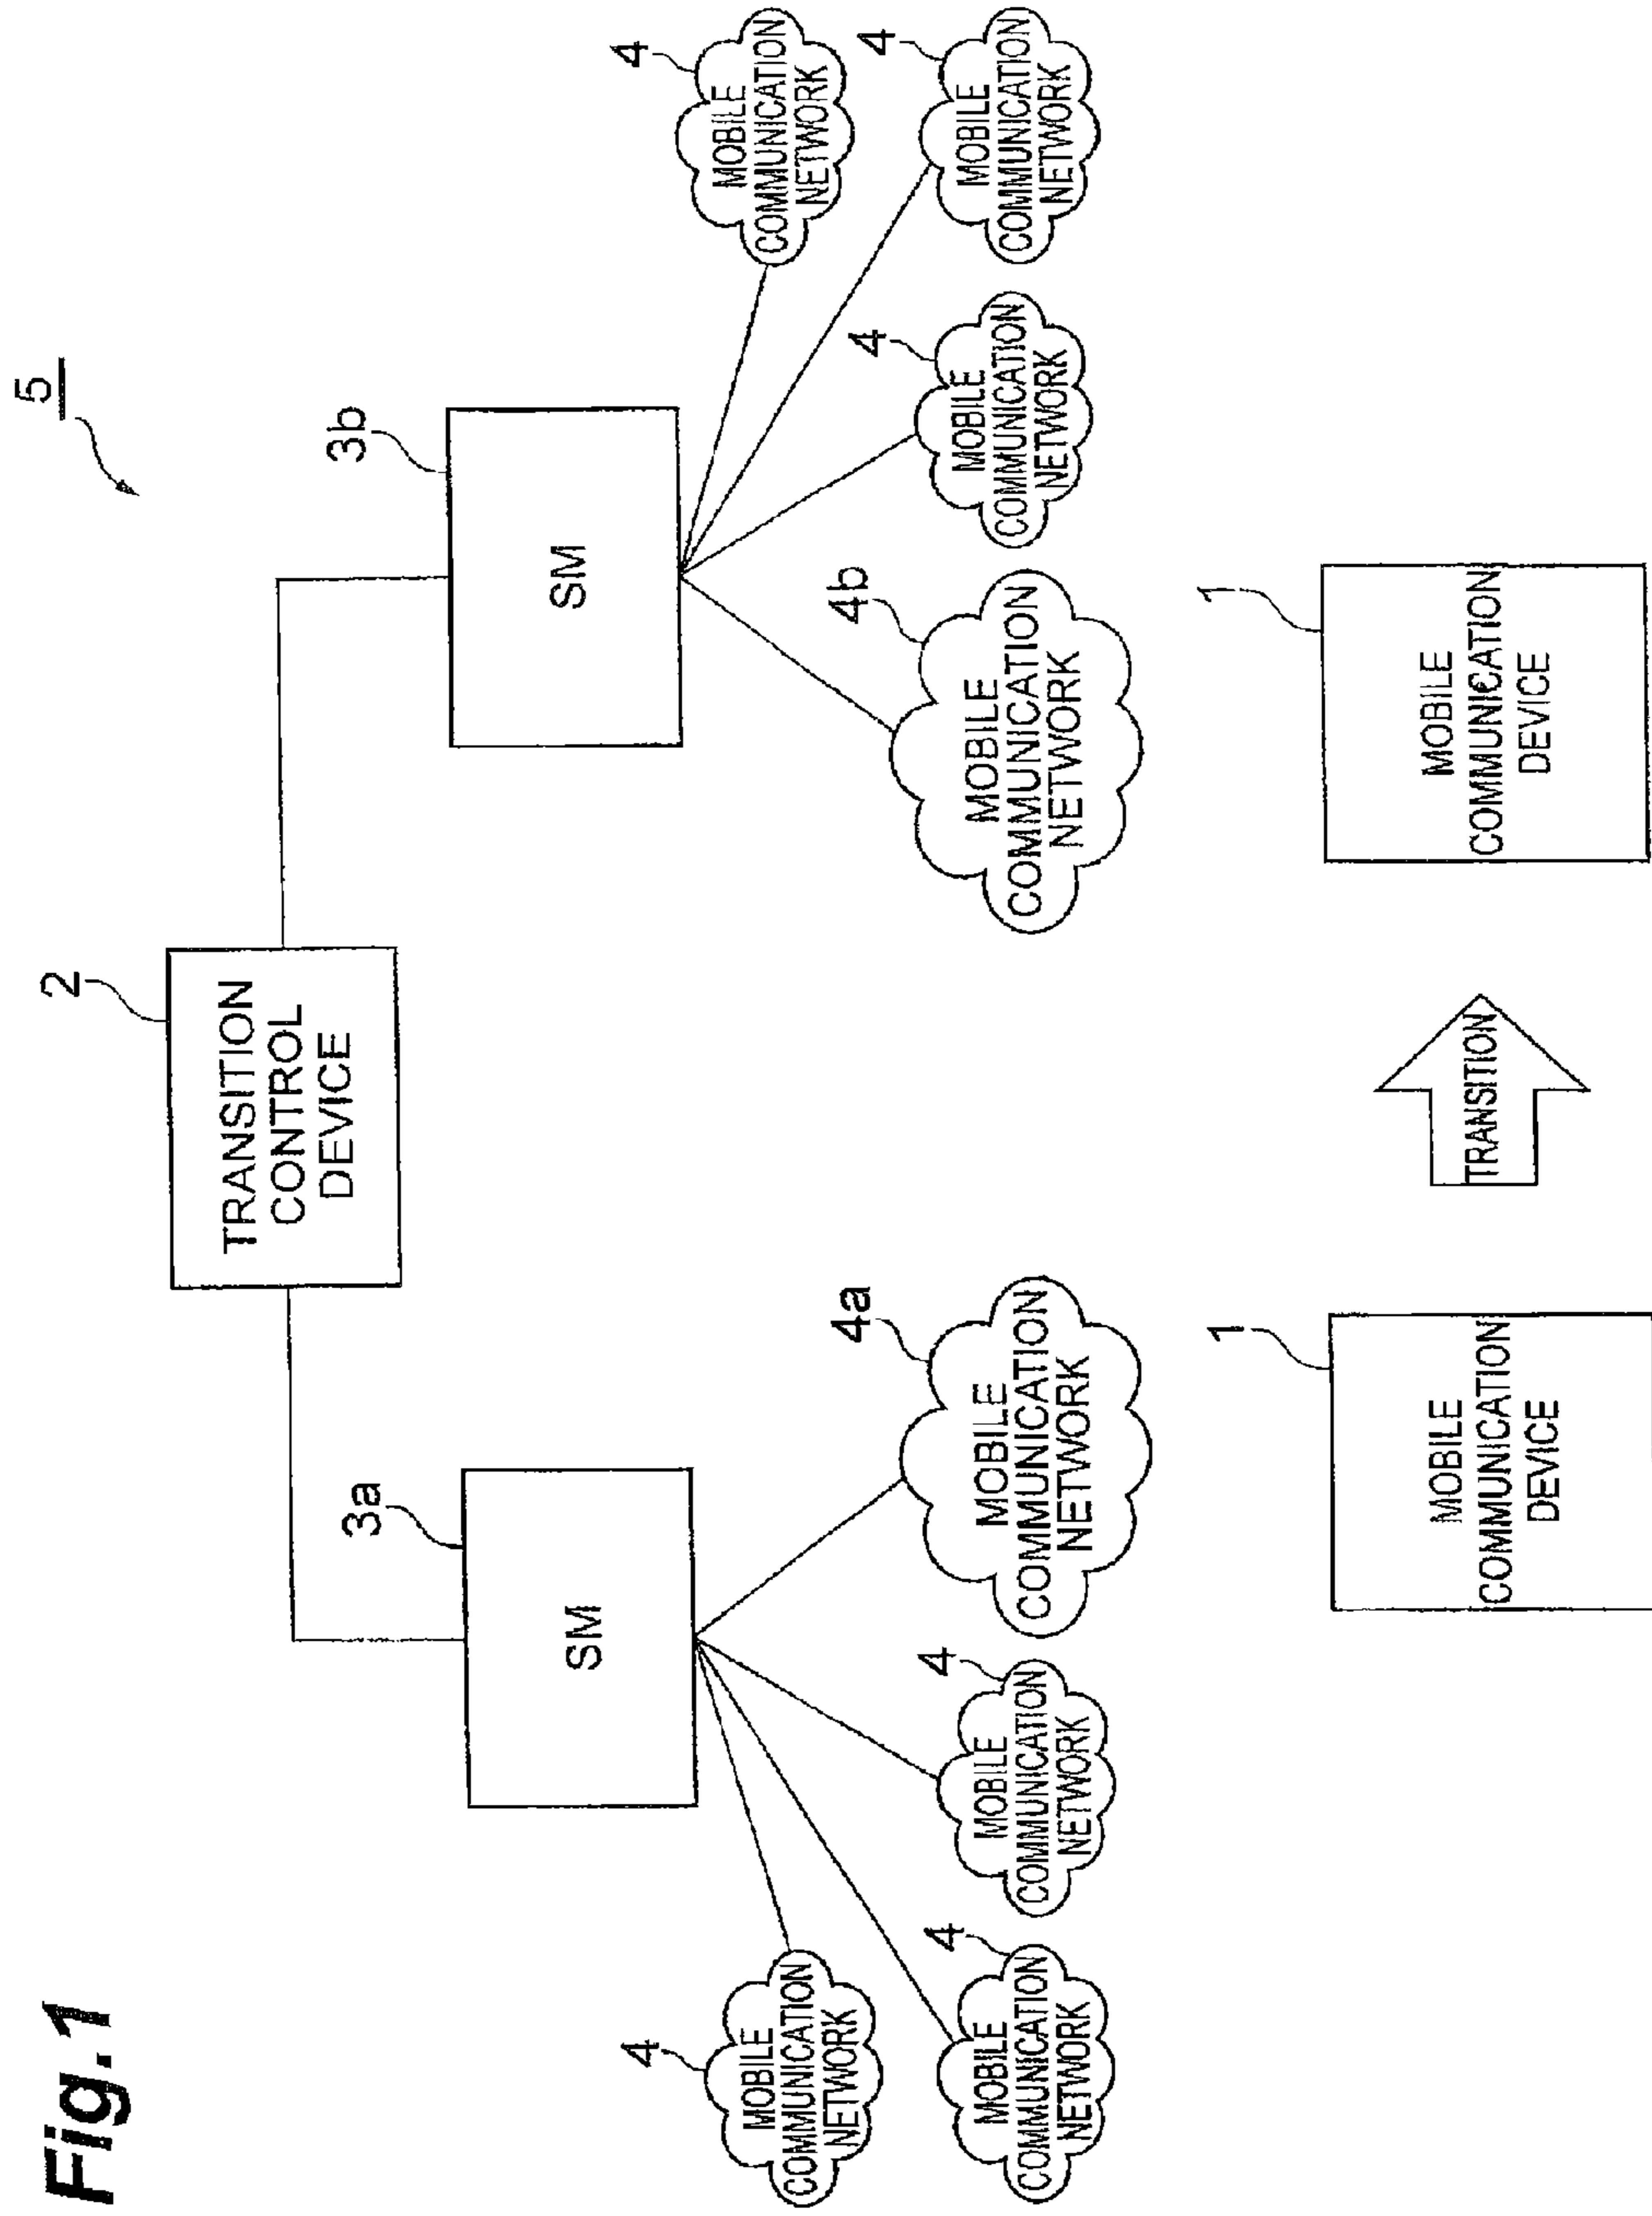 Fig.1
5
2
TRANSITION
CONTROL
DEVICE
3a
SM
3b
SM
4
MOBILE
COMMUNICATION
NETWORK
4
MOBILE
COMMUNICATION
NETWORK
4
MOBILE
COMMUNICATION
NETWORK
4a
MOBILE
COMMUNICATION
NETWORK
4b
MOBILE
COMMUNICATION
NETWORK
4
MOBILE
COMMUNICATION
NETWORK
4
MOBILE
COMMUNICATION
NETWORK
4
MOBILE
COMMUNICATION
NETWORK
1
MOBILE
COMMUNICATION
DEVICE
TRANSITION
1
MOBILE
COMMUNICATION
DEVICE